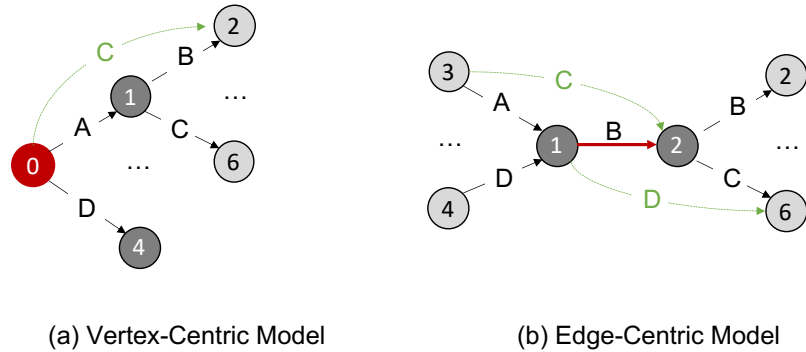 C
2
B
1
...
A
C
0
...
6
D
4
(a) Vertex-Centric Model
3
C
2
A
B
...
B
...
1
2
D
C
4
D
6
(b) Edge-Centric Model